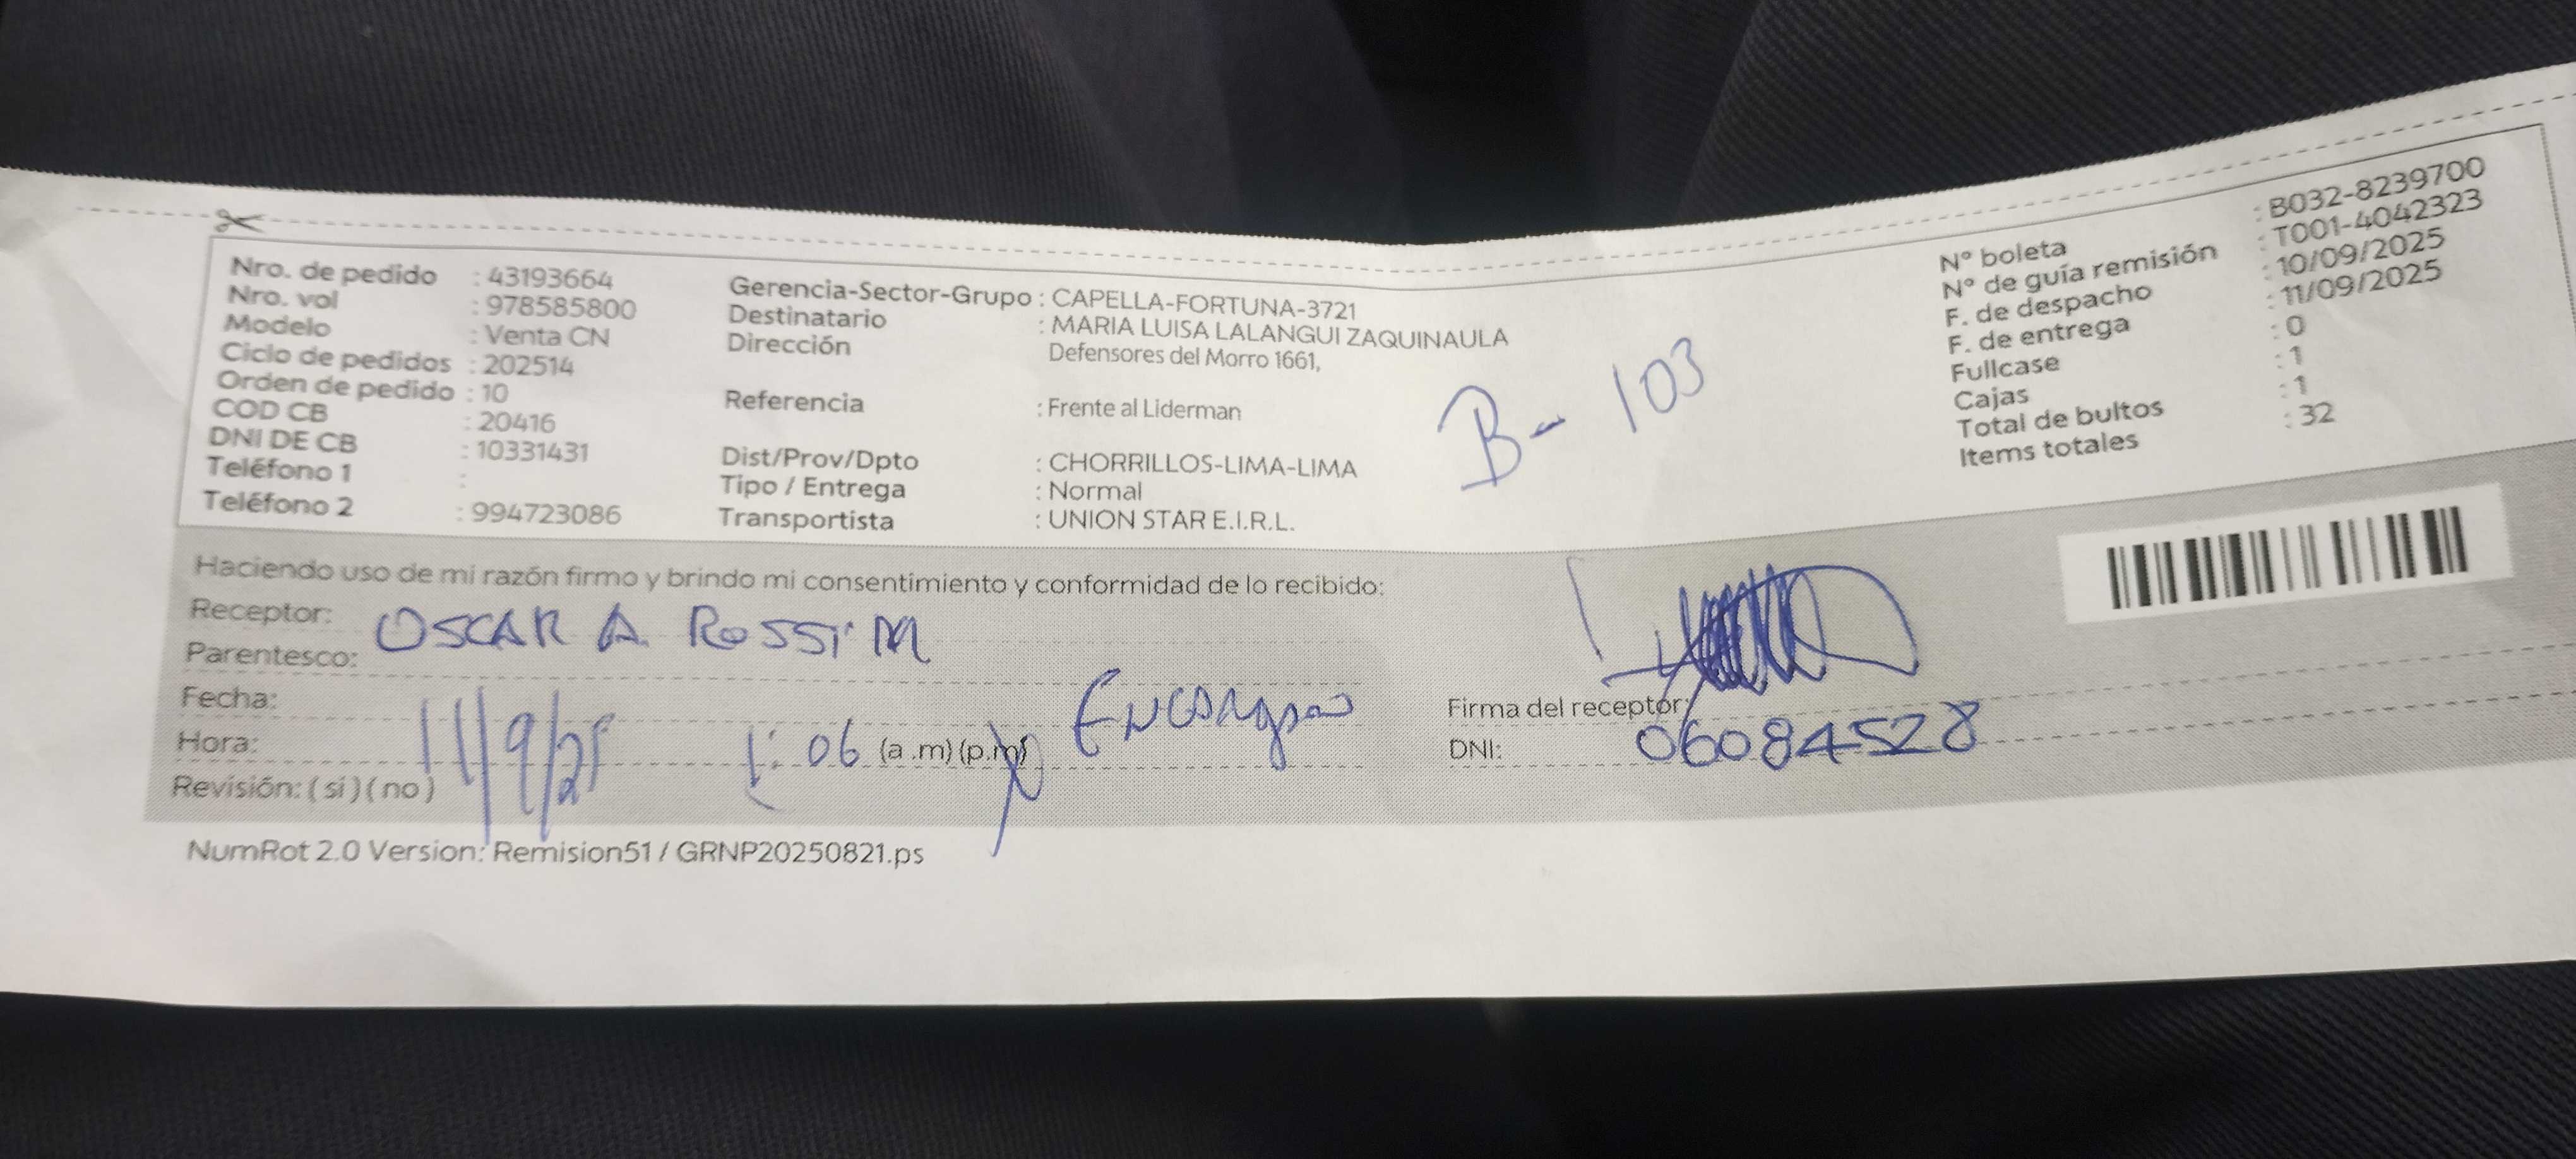 Nro. de pedido : 43193664
Nro. vol : 978585800
Modelo : Venta CN
Ciclo de pedidos : 202514
Orden de pedido : 10
COD CB : 20416
DNI DE CB : 10331431
Teléfono 1 :
Teléfono 2 : 994723086
Gerencia-Sector-Grupo : CAPELLA-FORTUNA-3721
Destinatario : MARIA LUISA LALANGUI ZAQUINAULA
Dirección Defensores del Morro 1661,
Referencia : Frente al Liderman
Dist/Prov/Dpto : CHORRILLOS-LIMA-LIMA
Tipo / Entrega : Normal
Transportista : UNION STAR E.I.R.L.
B- 103
N° boleta : B032-8239700
N° de guía remisión : T001-4042323
F. de despacho : 10/09/2025
F. de entrega : 11/09/2025
Fullcase : 0
Cajas : 1
Total de bultos : 1
Items totales : 32
Haciendo uso de mi razón firmo y brindo mi consentimiento y conformidad de lo recibido:
Receptor: OSCAR A. ROSSI M
Parentesco:
Fecha: 11/9/25
Hora: 1:06 (a .m) (p.m)
Revisión: ( si ) ( no )
Firma del receptor:
DNI: 06084528
NumRot 2.0 Version: Remision51 / GRNP20250821.ps